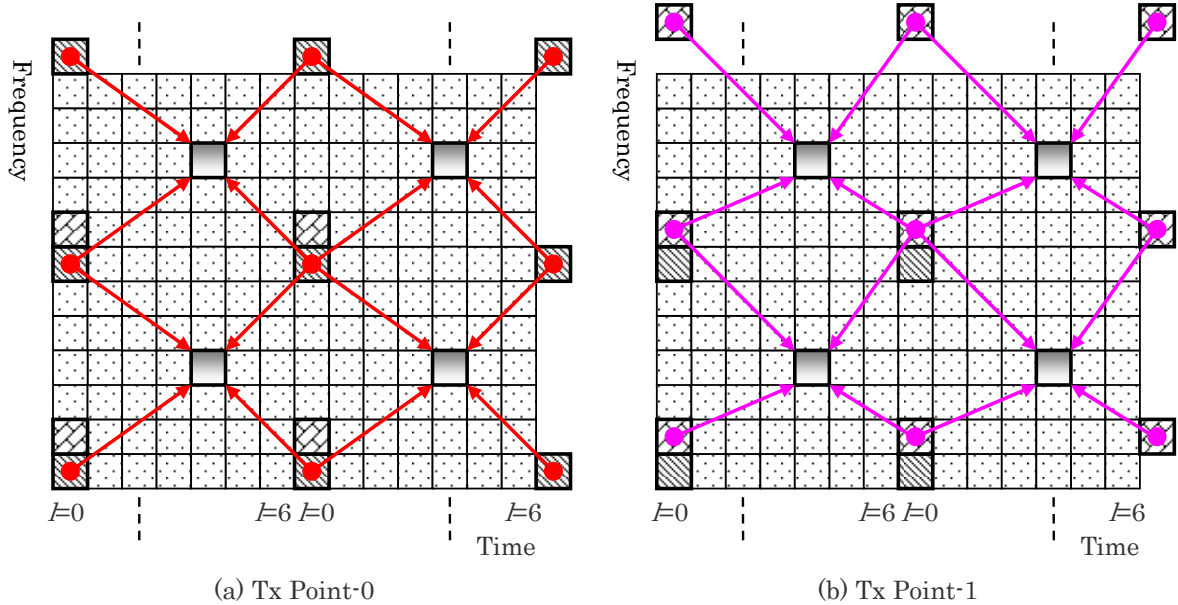 Frequency
l=0
l=6
l=0
l=6
Time
(a) Tx Point-0
Frequency
l=0
l=6
l=0
l=6
Time
(b) Tx Point-1